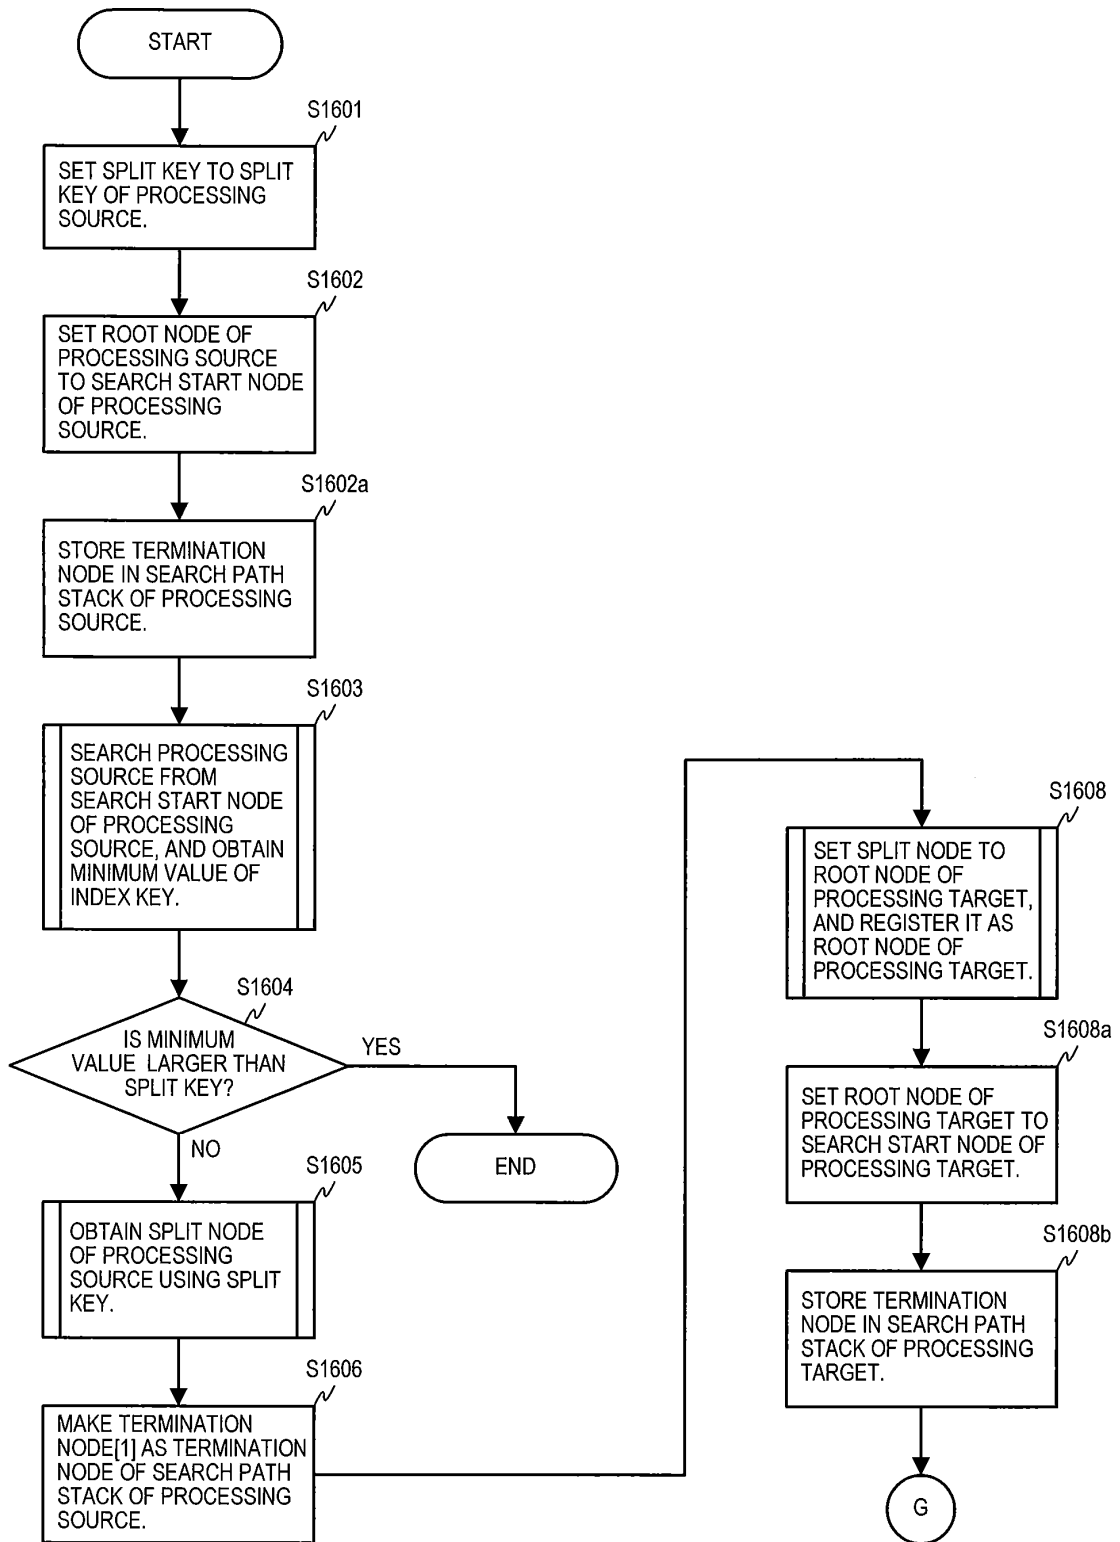 START
S1601
SET SPLIT KEY TO SPLIT
KEY OF PROCESSING
SOURCE.
S1602
SET ROOT NODE OF
PROCESSING SOURCE
TO SEARCH START NODE
OF PROCESSING
SOURCE.
S1602a
STORE TERMINATION
NODE IN SEARCH PATH
STACK OF PROCESSING
SOURCE.
S1603
SEARCH PROCESSING
SOURCE FROM
SEARCH START NODE
OF PROCESSING
SOURCE, AND OBTAIN
MINIMUM VALUE OF
INDEX KEY.
S1604
IS MINIMUM
VALUE LARGER THAN
SPLIT KEY?
YES
END
NO
S1605
OBTAIN SPLIT NODE
OF PROCESSING
SOURCE USING SPLIT
KEY.
S1606
MAKE TERMINATION
NODE[1] AS TERMINATION
NODE OF SEARCH PATH
STACK OF PROCESSING
SOURCE.
S1608
SET SPLIT NODE TO
ROOT NODE OF
PROCESSING TARGET,
AND REGISTER IT AS
ROOT NODE OF
PROCESSING TARGET.
S1608a
SET ROOT NODE OF
PROCESSING TARGET TO
SEARCH START NODE OF
PROCESSING TARGET.
S1608b
STORE TERMINATION
NODE IN SEARCH PATH
STACK OF PROCESSING
TARGET.
G